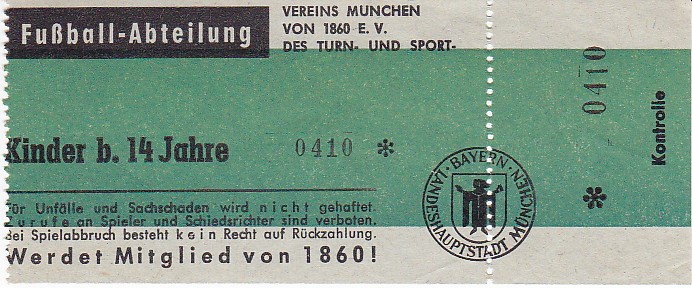 Fußball-Abteilung
VEREINS MUNCHEN
VON 1860 E. V.
DES TURN- UND SPORT-
Kinder b. 14 Jahre
0410 *
Für Unfälle und Sachschaden wird nicht gehaftet.
Zurufe an Spieler und Schiedsrichter sind verboten.
Bei Spielabbruch besteht kein Recht auf Rückzahlung.
Werdet Mitglied von 1860!
· BAYERN ·
LANDESHAUPTSTADT MÜNCHEN
0410
*
Kontrolle